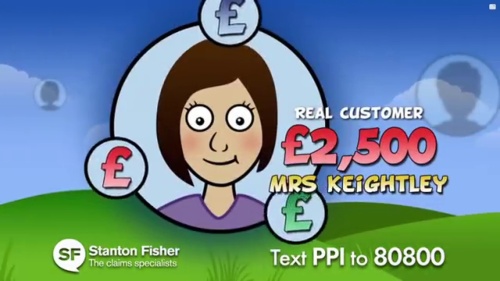 £
REAL CUSTOMER
£2,500
MRS KEIGHTLEY
£
£
SF Stanton Fisher
The claims specialists
Text PPI to 80800